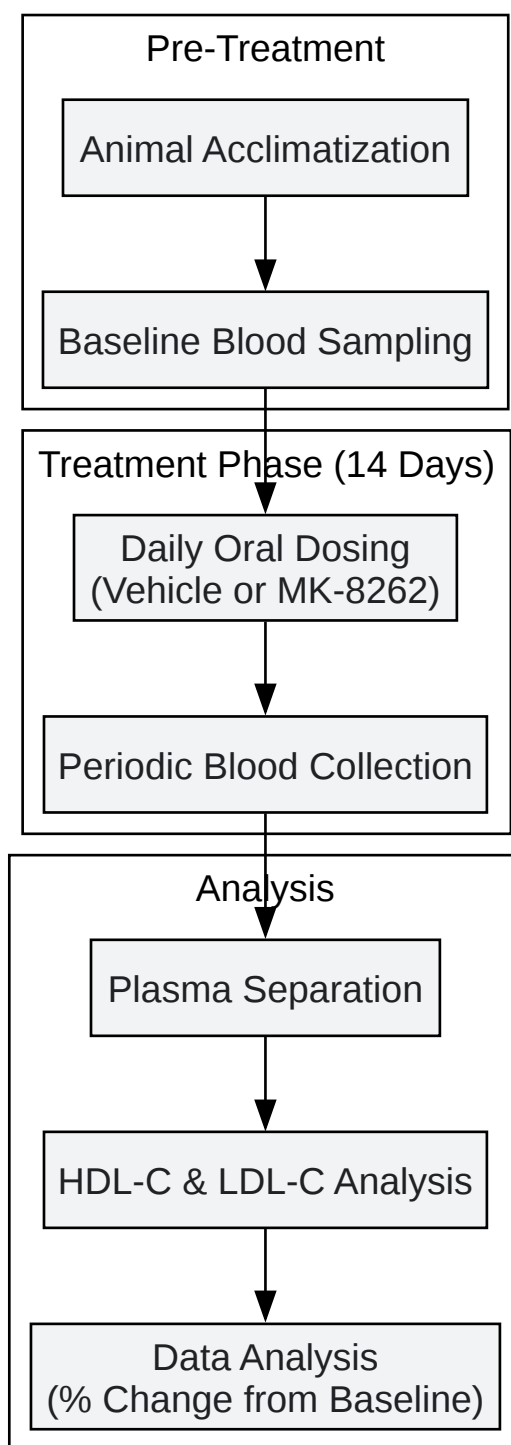 Pre-Treatment
Animal Acclimatization
Baseline Blood Sampling
Treatment Phase (14 Days)
Daily Oral Dosing
(Vehicle or MK-8262)
Periodic Blood Collection
Analysis
Plasma Separation
HDL-C & LDL-C Analysis
Data Analysis
(% Change from Baseline)